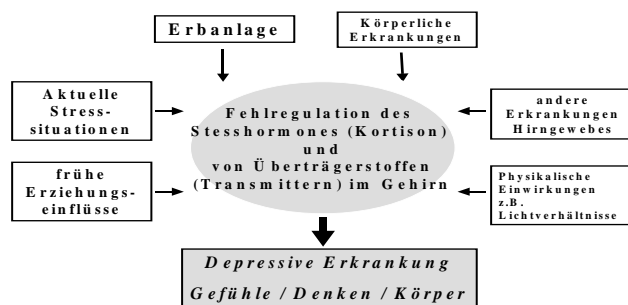 Erbanlage
Körperliche
Erkrankungen
Aktuelle
Stress-
situationen
Fehlregulation des
Stesshormones (Kortison)
und
von Überträgerstoffen
(Transmittern) im Gehirn
andere
Erkrankungen
Hirngewebes
frühe
Erziehungs-
einflüsse
Physikalische
Einwirkungen
z.B.
Lichtverhältnisse
Depressive Erkrankung
Gefühle / Denken / Körper